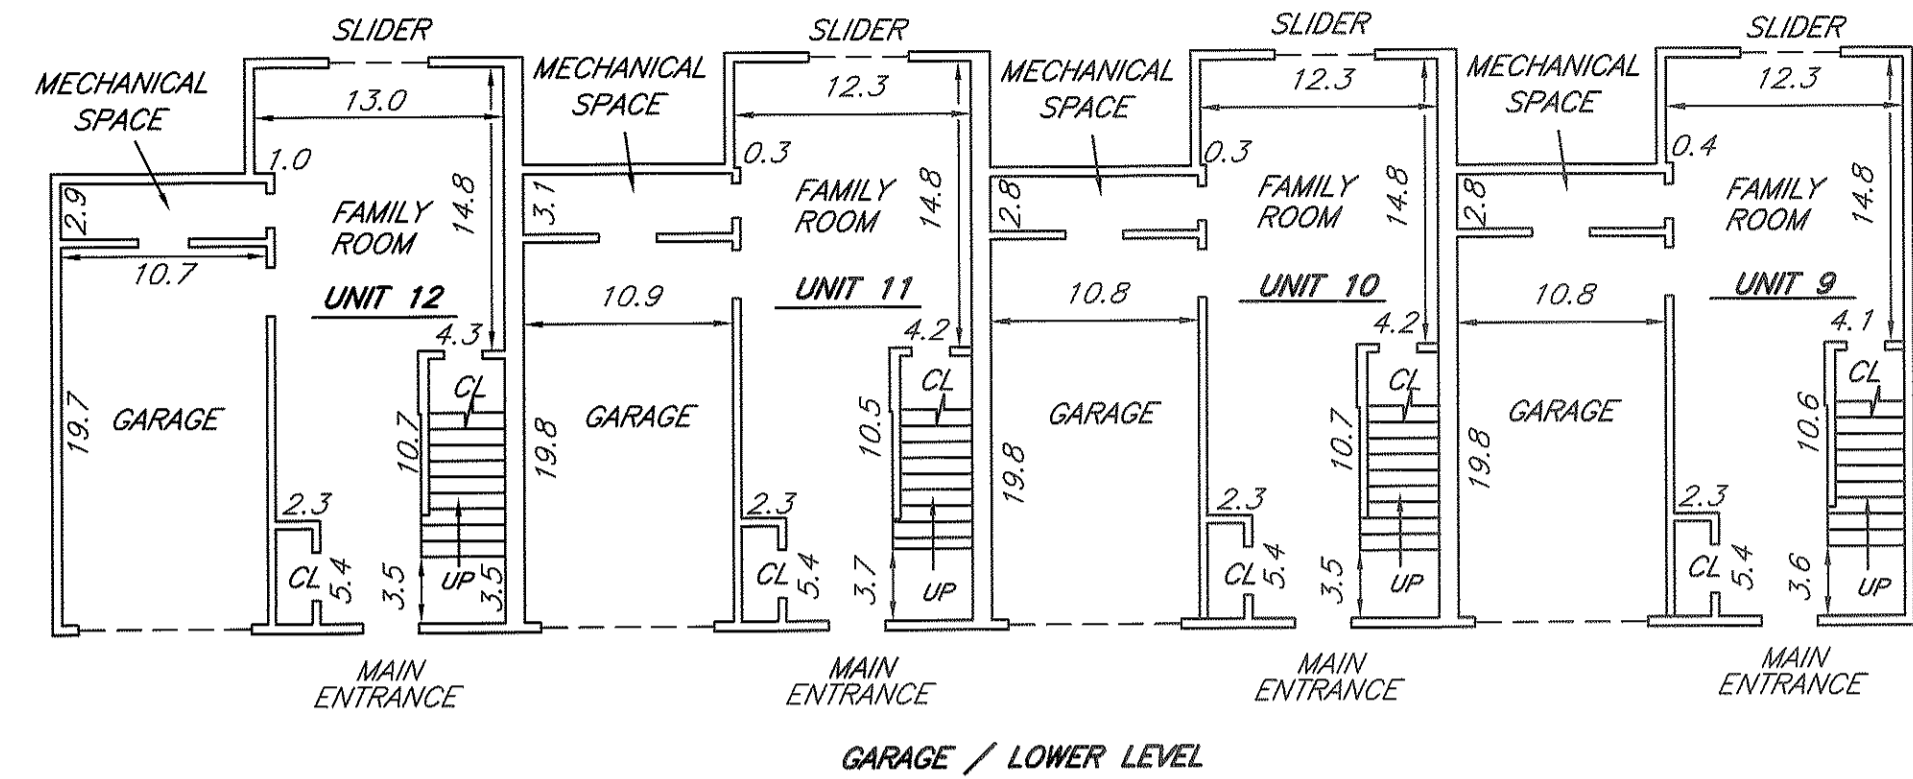 SLIDER
MECHANICAL
SPACE
13.0
1.0
2.9
FAMILY
ROOM
14.8
10.7
UNIT 12
4.3
CL
19.7
GARAGE
10.7
2.3
CL
5.4
3.5
UP
3.5
MAIN
ENTRANCE
SLIDER
MECHANICAL
SPACE
12.3
0.3
3.1
FAMILY
ROOM
14.8
10.9
UNIT 11
4.2
CL
GARAGE
19.8
10.5
2.3
CL
5.4
3.7
UP
MAIN
ENTRANCE
SLIDER
MECHANICAL
SPACE
12.3
0.3
2.8
FAMILY
ROOM
14.8
10.8
UNIT 10
4.2
CL
GARAGE
19.8
10.7
2.3
CL
5.4
3.5
UP
MAIN
ENTRANCE
SLIDER
MECHANICAL
SPACE
12.3
0.4
2.8
FAMILY
ROOM
14.8
10.8
UNIT 9
4.1
CL
GARAGE
19.8
10.6
2.3
CL
5.4
3.6
UP
MAIN
ENTRANCE
GARAGE / LOWER LEVEL